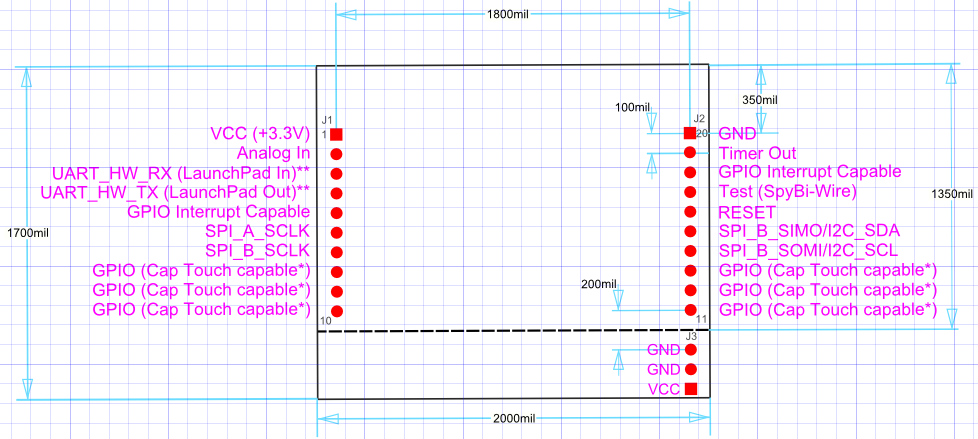 1800mil
100mil
350mil
J1
J2
VCC (+3.3V)
1
20
GND
Analog In
Timer Out
UART_HW_RX (LaunchPad In)**
GPIO Interrupt Capable
UART_HW_TX (LaunchPad Out)**
Test (SpyBi-Wire)
1350mil
GPIO Interrupt Capable
RESET
1700mil
SPI_A_SCLK
SPI_B_SIMO/I2C_SDA
SPI_B_SCLK
SPI_B_SOMI/I2C_SCL
GPIO (Cap Touch capable*)
GPIO (Cap Touch capable*)
200mil
GPIO (Cap Touch capable*)
GPIO (Cap Touch capable*)
GPIO (Cap Touch capable*)
GPIO (Cap Touch capable*)
10
11
J3
GND
GND
VCC
2000mil